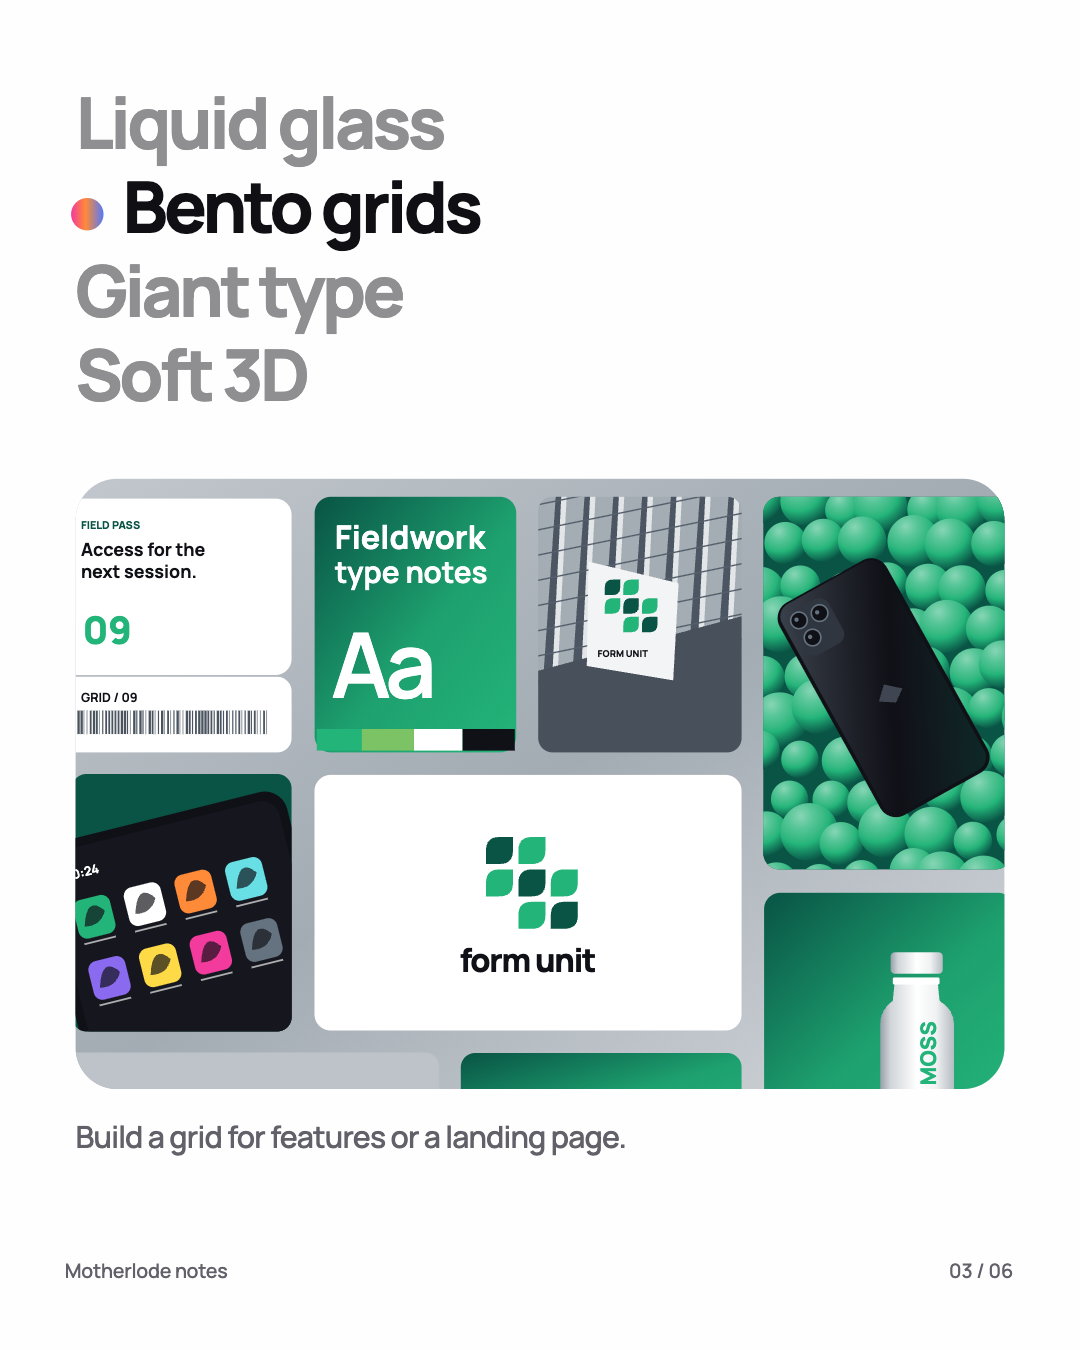 Liquid glass
Bento grids
Giant type
Soft 3D
FIELD PASS
Access for the
next session.
09
GRID / 09
Fieldwork
type notes
Aa
FORM UNIT
:24
form unit
MOSS
Build a grid for features or a landing page.
Motherlode notes
03 / 06